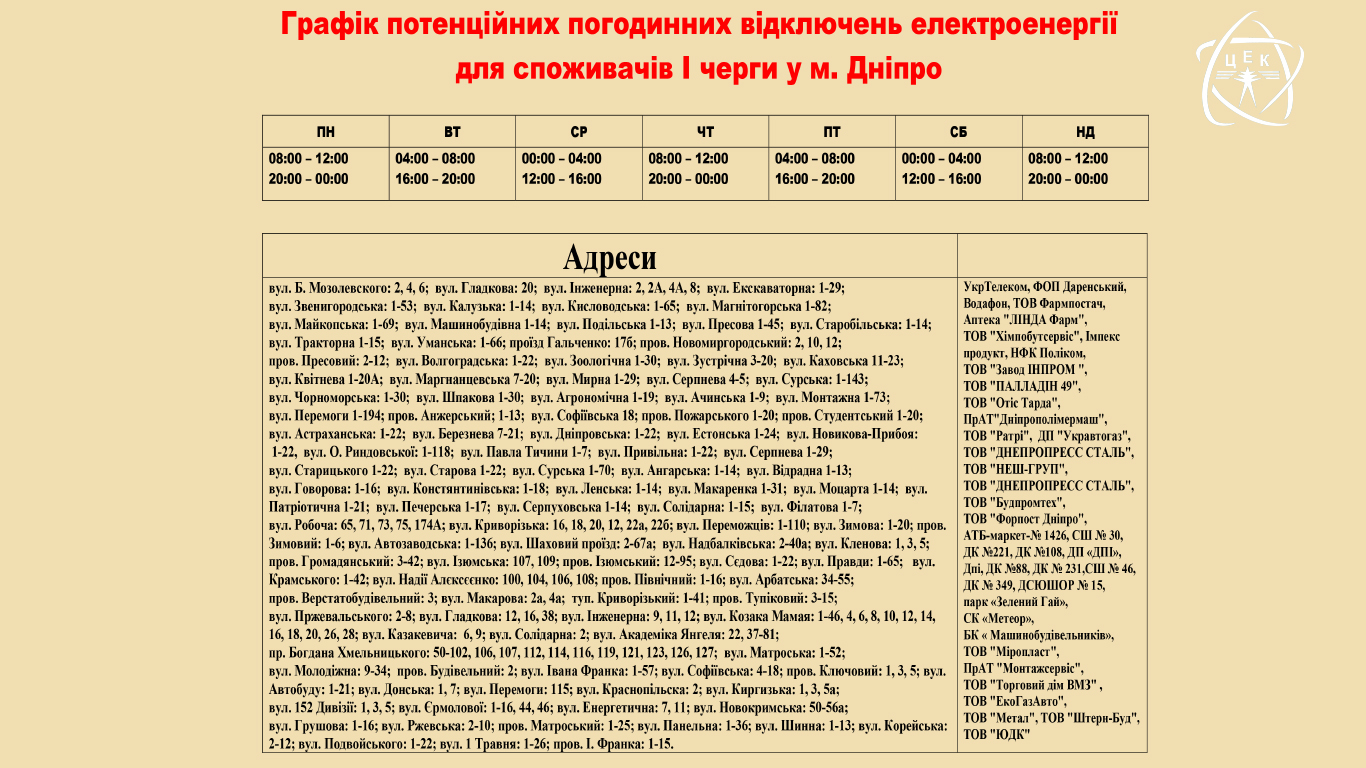 Графік потенційних погодинних відключень електроенергії
для споживачів І черги у м. Дніпро
ЦЕК
ПН ВТ СР ЧТ ПТ СБ НД
08:00 – 12:00 04:00 – 08:00 00:00 – 04:00 08:00 – 12:00 04:00 – 08:00 00:00 – 04:00 08:00 – 12:00
20:00 – 00:00 16:00 – 20:00 12:00 – 16:00 20:00 – 00:00 16:00 – 20:00 12:00 – 16:00 20:00 – 00:00
Адреси
вул. Б. Мозолевского: 2, 4, 6; вул. Гладкова: 20; вул. Інженерна: 2, 2А, 4А, 8; вул. Екскаваторна: 1-29;
вул. Звенигородська: 1-53; вул. Калузька: 1-14; вул. Кисловодська: 1-65; вул. Магнітогорська 1-82;
вул. Майкопська: 1-69; вул. Машинобудівна 1-14; вул. Подільська 1-13; вул. Пресова 1-45; вул. Старобільська: 1-14;
вул. Тракторна 1-15; вул. Уманська: 1-66; проїзд Гальченко: 17б; пров. Новомиргородський: 2, 10, 12;
пров. Пресовий: 2-12; вул. Волгоградська: 1-22; вул. Зоологічна 1-30; вул. Зустрічна 3-20; вул. Каховська 11-23;
вул. Квітнева 1-20А; вул. Марганцевська 7-20; вул. Мирна 1-29; вул. Серпнева 4-5; вул. Сурська: 1-143;
вул. Чорноморська: 1-30; вул. Шпакова 1-30; вул. Агрономічна 1-19; вул. Ачинська 1-9; вул. Монтажна 1-73;
вул. Перемоги 1-194; пров. Анжерський; 1-13; вул. Софіївська 18; пров. Пожарського 1-20; пров. Студентський 1-20;
вул. Астраханська: 1-22; вул. Березнева 7-21; вул. Дніпровська: 1-22; вул. Естонська 1-24; вул. Новикова-Прибоя:
1-22, вул. О. Риндовської: 1-118; вул. Павла Тичини 1-7; вул. Привільна: 1-22; вул. Серпнева 1-29;
вул. Старицького 1-22; вул. Старова 1-22; вул. Сурська 1-70; вул. Ангарська: 1-14; вул. Відрадна 1-13;
вул. Говорова: 1-16; вул. Констянтинівська: 1-18; вул. Ленська: 1-14; вул. Макаренка 1-31; вул. Моцарта 1-14; вул.
Патріотична 1-21; вул. Печерська 1-17; вул. Серпуховська 1-14; вул. Солідарна: 1-15; вул. Філатова 1-7;
вул. Робоча: 65, 71, 73, 75, 174А; вул. Криворізька: 16, 18, 20, 12, 22а, 22б; вул. Переможців: 1-110; вул. Зимова: 1-20; пров.
Зимовий: 1-6; вул. Автозаводська: 1-136; вул. Шаховий проїзд: 2-67а; вул. Надбалківська: 2-40а; вул. Кленова: 1, 3, 5;
пров. Громадянський: 3-42; вул. Ізюмська: 107, 109; пров. Ізюмський: 12-95; вул. Сєдова: 1-22; вул. Правди: 1-65; вул.
Крамського: 1-42; вул. Надії Алєксєєнко: 100, 104, 106, 108; пров. Північний: 1-16; вул. Арбатська: 34-55;
пров. Верстатобудівельний: 3; вул. Макарова: 2а, 4а; туп. Криворізький: 1-41; пров. Тупіковий: 3-15;
вул. Пржевальського: 2-8; вул. Гладкова: 12, 16, 38; вул. Інженерна: 9, 11, 12; вул. Козака Мамая: 1-46, 4, 6, 8, 10, 12, 14,
16, 18, 20, 26, 28; вул. Казакевича: 6, 9; вул. Солідарна: 2; вул. Академіка Янгеля: 22, 37-81;
пр. Богдана Хмельницького: 50-102, 106, 107, 112, 114, 116, 119, 121, 123, 126, 127; вул. Матроська: 1-52;
вул. Молодіжна: 9-34; пров. Будівельний: 2; вул. Івана Франка: 1-57; вул. Софіївська: 4-18; пров. Ключовий: 1, 3, 5; вул.
Автобуду: 1-21; вул. Донська: 1, 7; вул. Перемоги: 115; вул. Краснопільска: 2; вул. Киргизька: 1, 3, 5а;
вул. 152 Дивізії: 1, 3, 5; вул. Єрмолової: 1-16, 44, 46; вул. Енергетична: 7, 11; вул. Новокримська: 50-56а;
вул. Грушова: 1-16; вул. Ржевська: 2-10; пров. Матроський: 1-25; вул. Панельна: 1-36; вул. Шинна: 1-13; вул. Корейська:
2-12; вул. Подвойського: 1-22; вул. 1 Травня: 1-26; пров. І. Франка: 1-15.
УкрТелеком, ФОП Даренський,
Водафон, ТОВ Фармпостач,
Аптека "ЛІНДА Фарм",
ТОВ "Хімпобутсервіс", Імпекс
продукт, НФК Поліком,
ТОВ "Завод ІНПРОМ ",
ТОВ "ПАЛЛАДІН 49",
ТОВ "Отіс Тарда",
ПрАТ"Дніпрополімермаш",
ТОВ "Ратрі", ДП "Укравтогаз",
ТОВ "ДНЕПРОПРЕСС СТАЛЬ",
ТОВ "НЕШ-ГРУП",
ТОВ "ДНЕПРОПРЕСС СТАЛЬ",
ТОВ "Будпромтех",
ТОВ "Форпост Дніпро",
АТБ-маркет-№ 1426, СШ № 30,
ДК №221, ДК №108, ДП «ДПІ»,
Дпі, ДК №88, ДК № 231,СШ № 46,
ДК № 349, ДСЮШОР № 15,
парк «Зелений Гай»,
СК «Метеор»,
БК « Машинобудівельників»,
ТОВ "Міропласт",
ПрАТ "Монтажсервіс",
ТОВ "Торговий дім ВМЗ" ,
ТОВ "ЕкоГазАвто",
ТОВ "Метал", ТОВ "Штерн-Буд",
ТОВ "ЮДК"